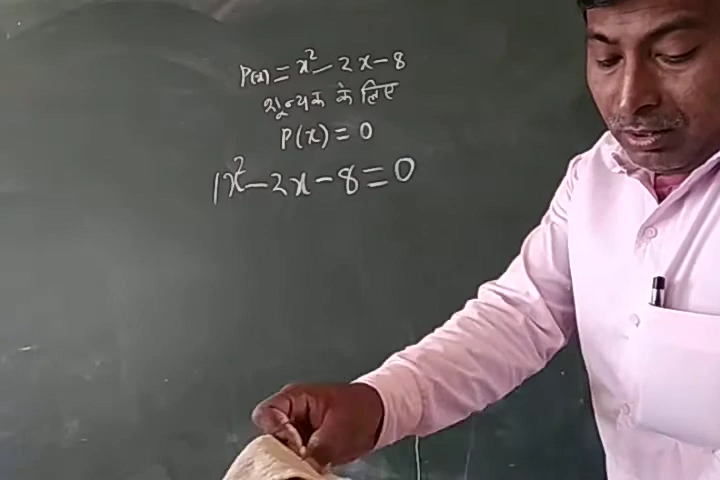 P(x) = x² - 2x - 8
शून्यक के लिए
P(x) = 0
1x² - 2x - 8 = 0